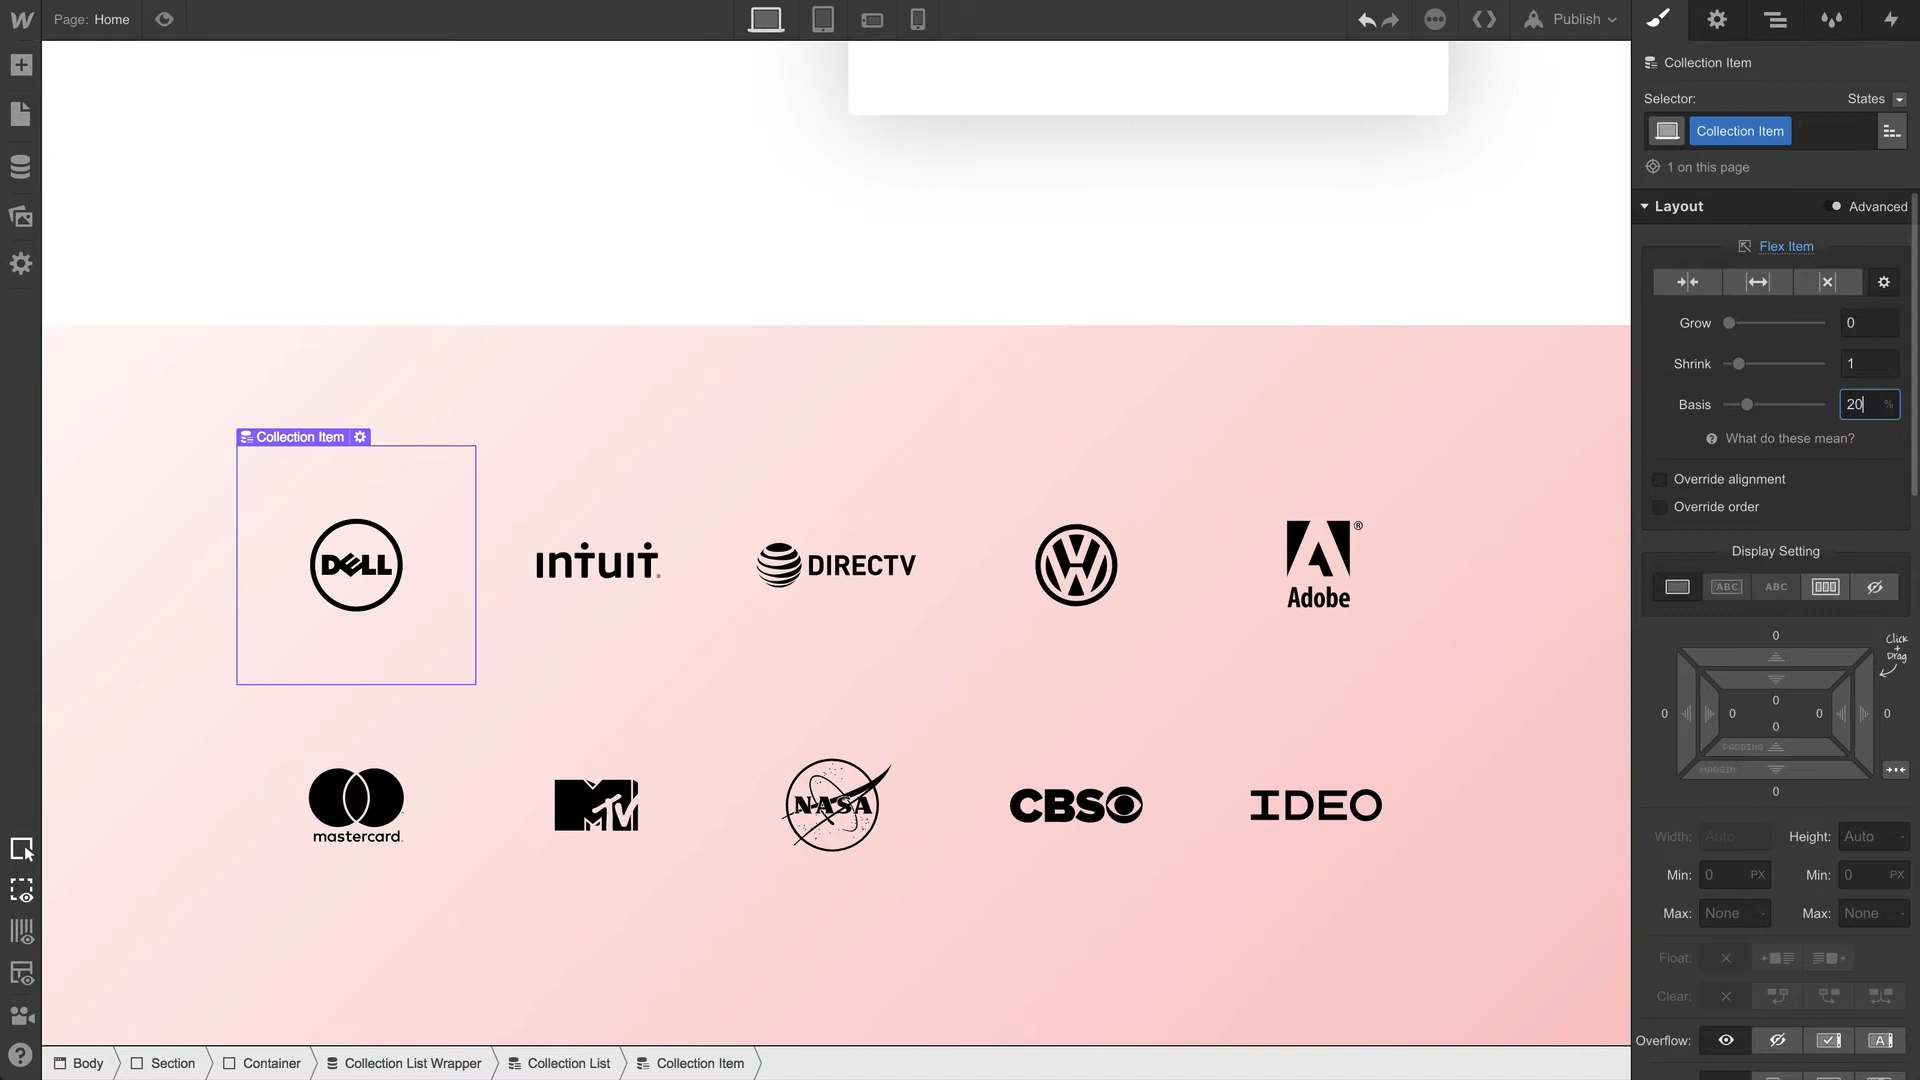 Page: Home
Publish
Collection Item
Selector:
States
Collection Item
1 on this page
Layout
Advanced
Flex Item
Grow
0
Shrink
1
Basis
20
%
What do these mean?
Override alignment
Override order
Display Setting
ABC
ABC
0
Click
+
Drag
0
0
0
0
0
0
PADDING
MARGIN
0
Width:
Auto
Height:
Auto
-
Min:
0
PX
Min:
0
PX
Max:
None
-
Max:
None
-
Float:
Clear:
Overflow:
Collection Item
DELL
intuit.
DIRECTV
Adobe
®
mastercard.
MTV
NASA
CBS
IDEO
Body
Section
Container
Collection List Wrapper
Collection List
Collection Item